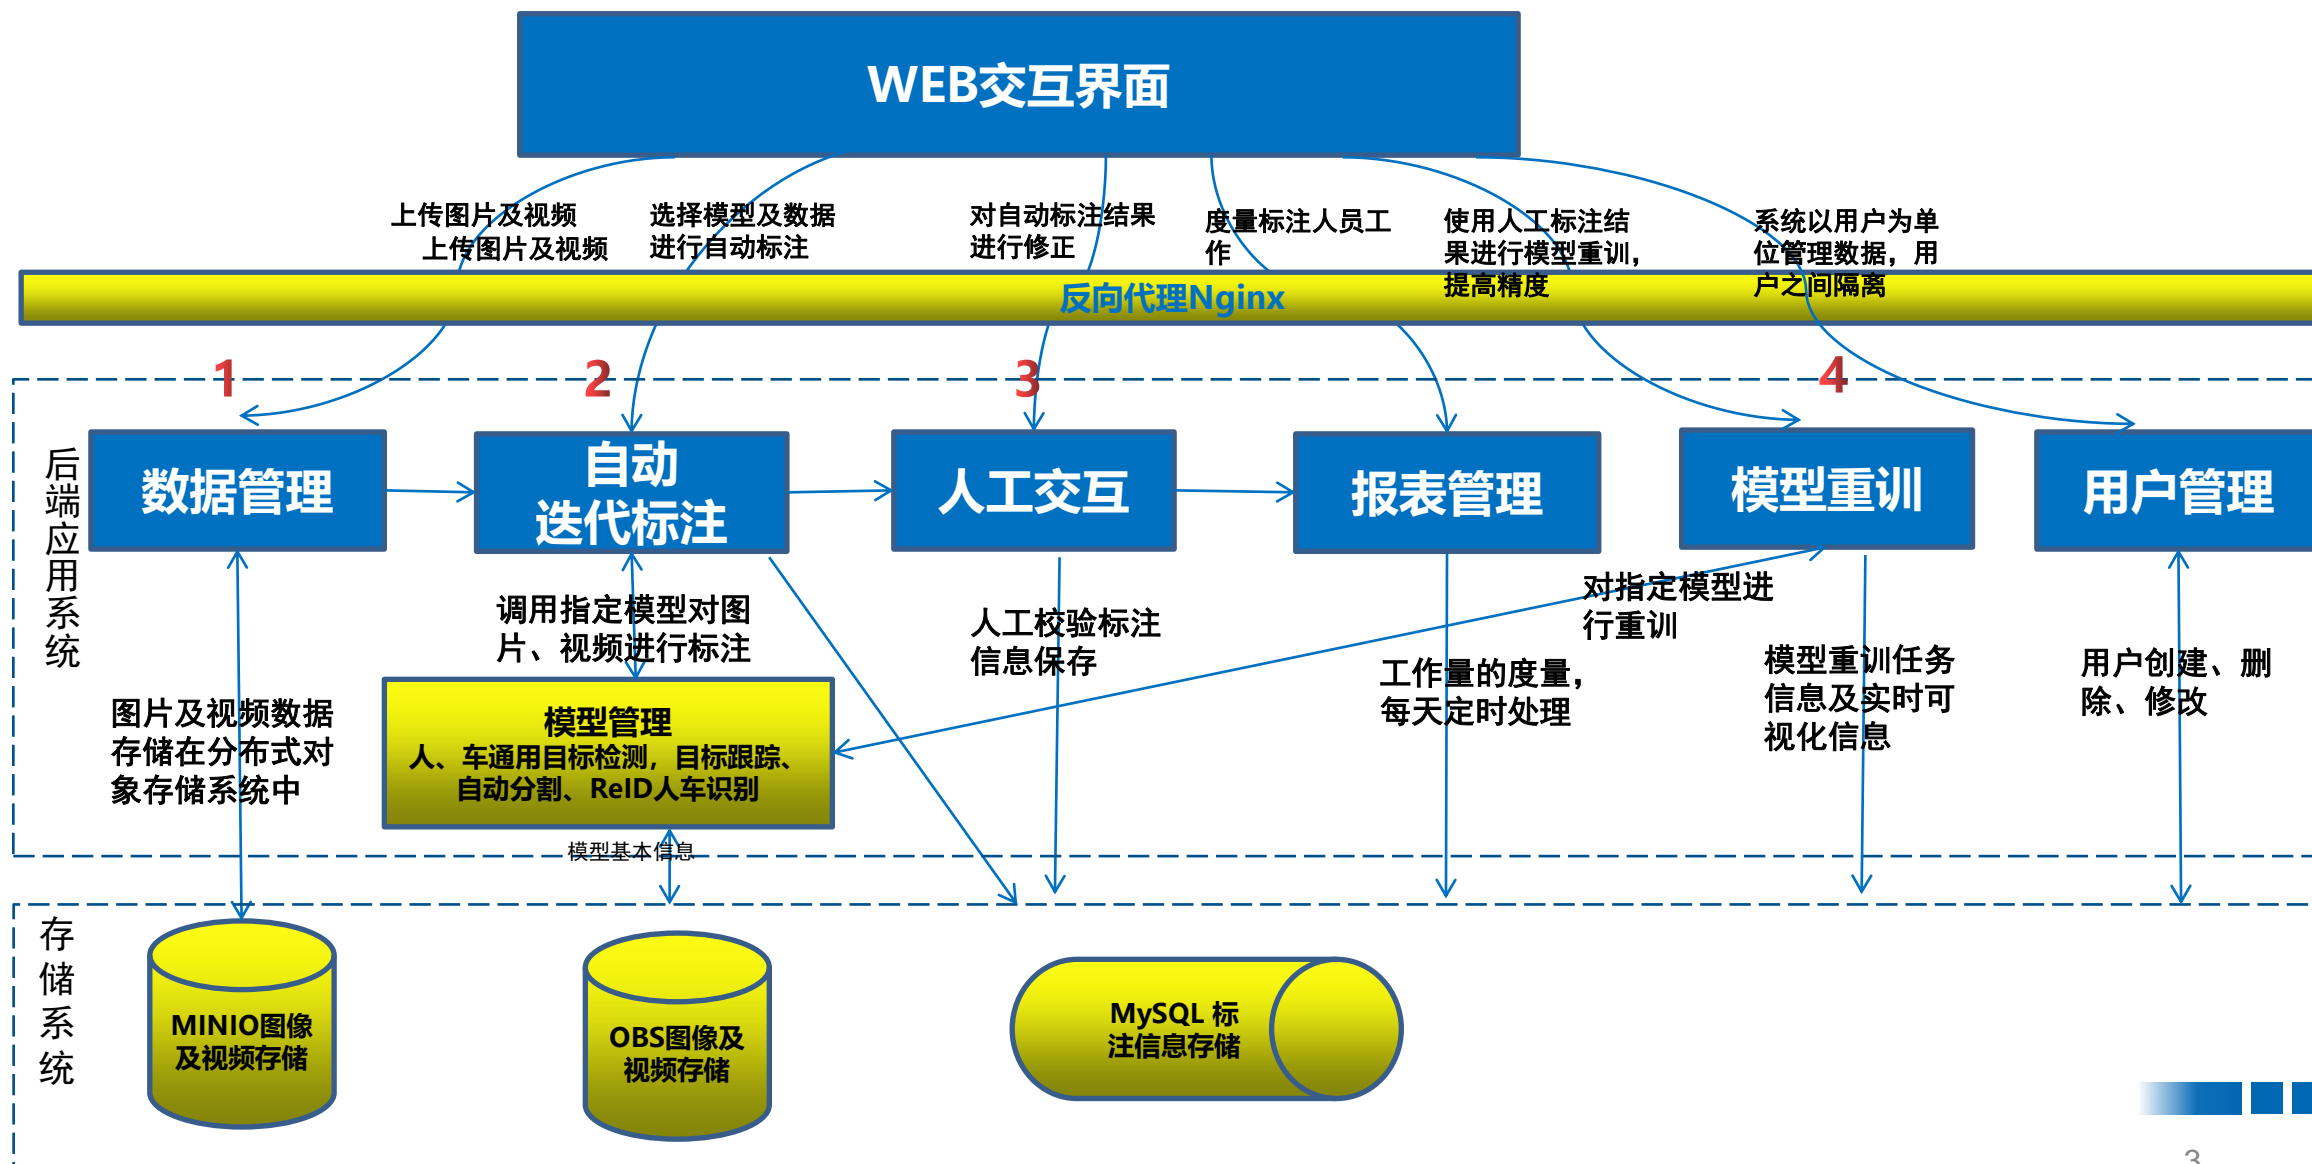 WEB交互界面
上传图片及视频
上传图片及视频
选择模型及数据
进行自动标注
对自动标注结果
进行修正
度量标注人员工
作
使用人工标注结
果进行模型重训，
提高精度
系统以用户为单
位管理数据，用
户之间隔离
反向代理Nginx
1
2
3
4
后端应用系统
数据管理
自动
迭代标注
人工交互
报表管理
模型重训
用户管理
调用指定模型对图
片、视频进行标注
人工校验标注
信息保存
对指定模型进
行重训
工作量的度量，
每天定时处理
模型重训任务
信息及实时可
视化信息
用户创建、删
除、修改
图片及视频数据
存储在分布式对
象存储系统中
模型管理
人、车通用目标检测，目标跟踪、
自动分割、ReID人车识别
模型基本信息
存储系统
MINIO图像
及视频存储
OBS图像及
视频存储
MySQL 标
注信息存储
3